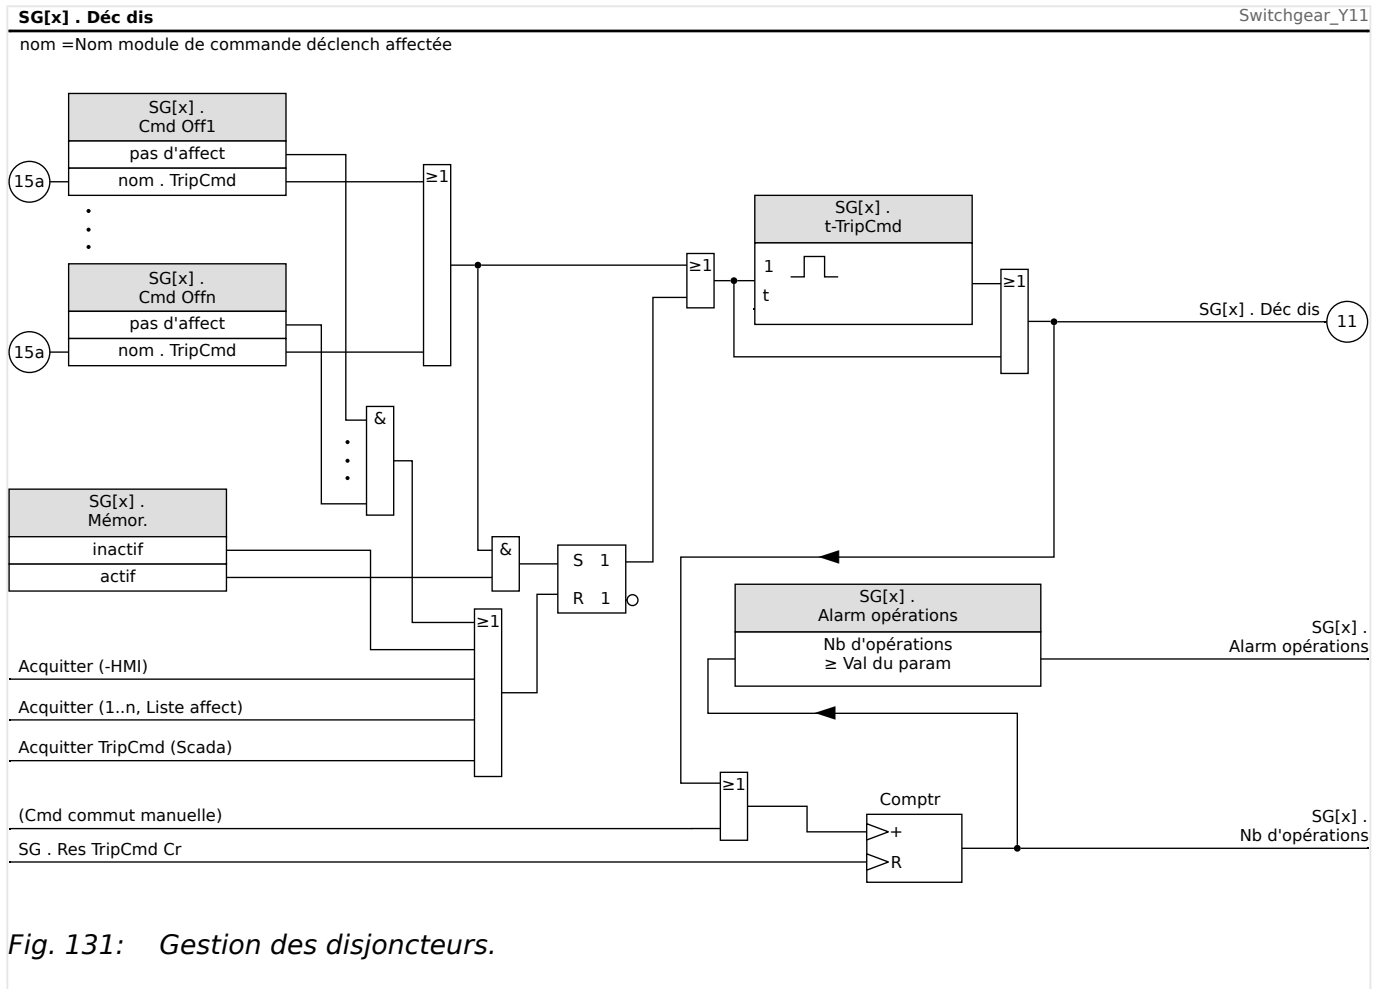 SG[x] . Déc dis
Switchgear_Y11
nom =Nom module de commande déclench affectée
SG[x] .
Cmd Off1
pas d'affect
15a
nom . TripCmd
≥1
SG[x] .
t-TripCmd
1
t
≥1
≥1
SG[x] . Déc dis
11
SG[x] .
Cmd Offn
pas d'affect
15a
nom . TripCmd
&
SG[x] .
Mémor.
inactif
actif
&
S 1
R 1
≥1
Acquitter (-HMI)
Acquitter (1..n, Liste affect)
Acquitter TripCmd (Scada)
SG[x] .
Alarm opérations
Nb d'opérations
≥ Val du param
SG[x] .
Alarm opérations
(Cmd commut manuelle)
SG . Res TripCmd Cr
≥1
Comptr
+
R
SG[x] .
Nb d'opérations
Fig. 131: Gestion des disjoncteurs.